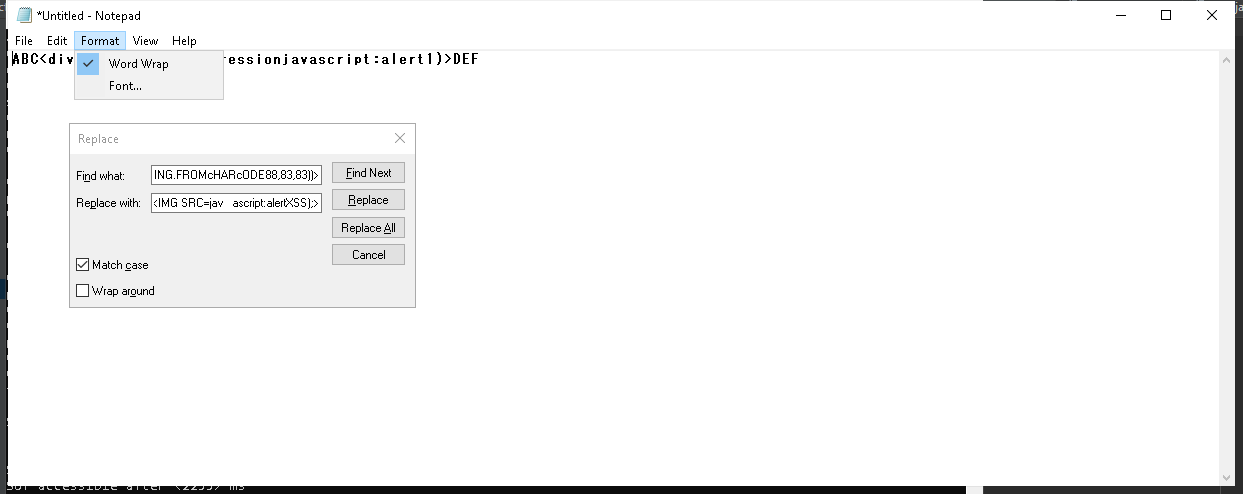 *Untitled - Notepad
File Edit Format View Help
ABC<div ressionjavascript:alert1)>DEF
Word Wrap
Font...
Replace
Find what: ING.FROMcHARcODE88,83,83))> Find Next
Replace with: <IMG SRC=jav ascript:alertXSS);> Replace
Replace All
Cancel
Match case
Wrap around